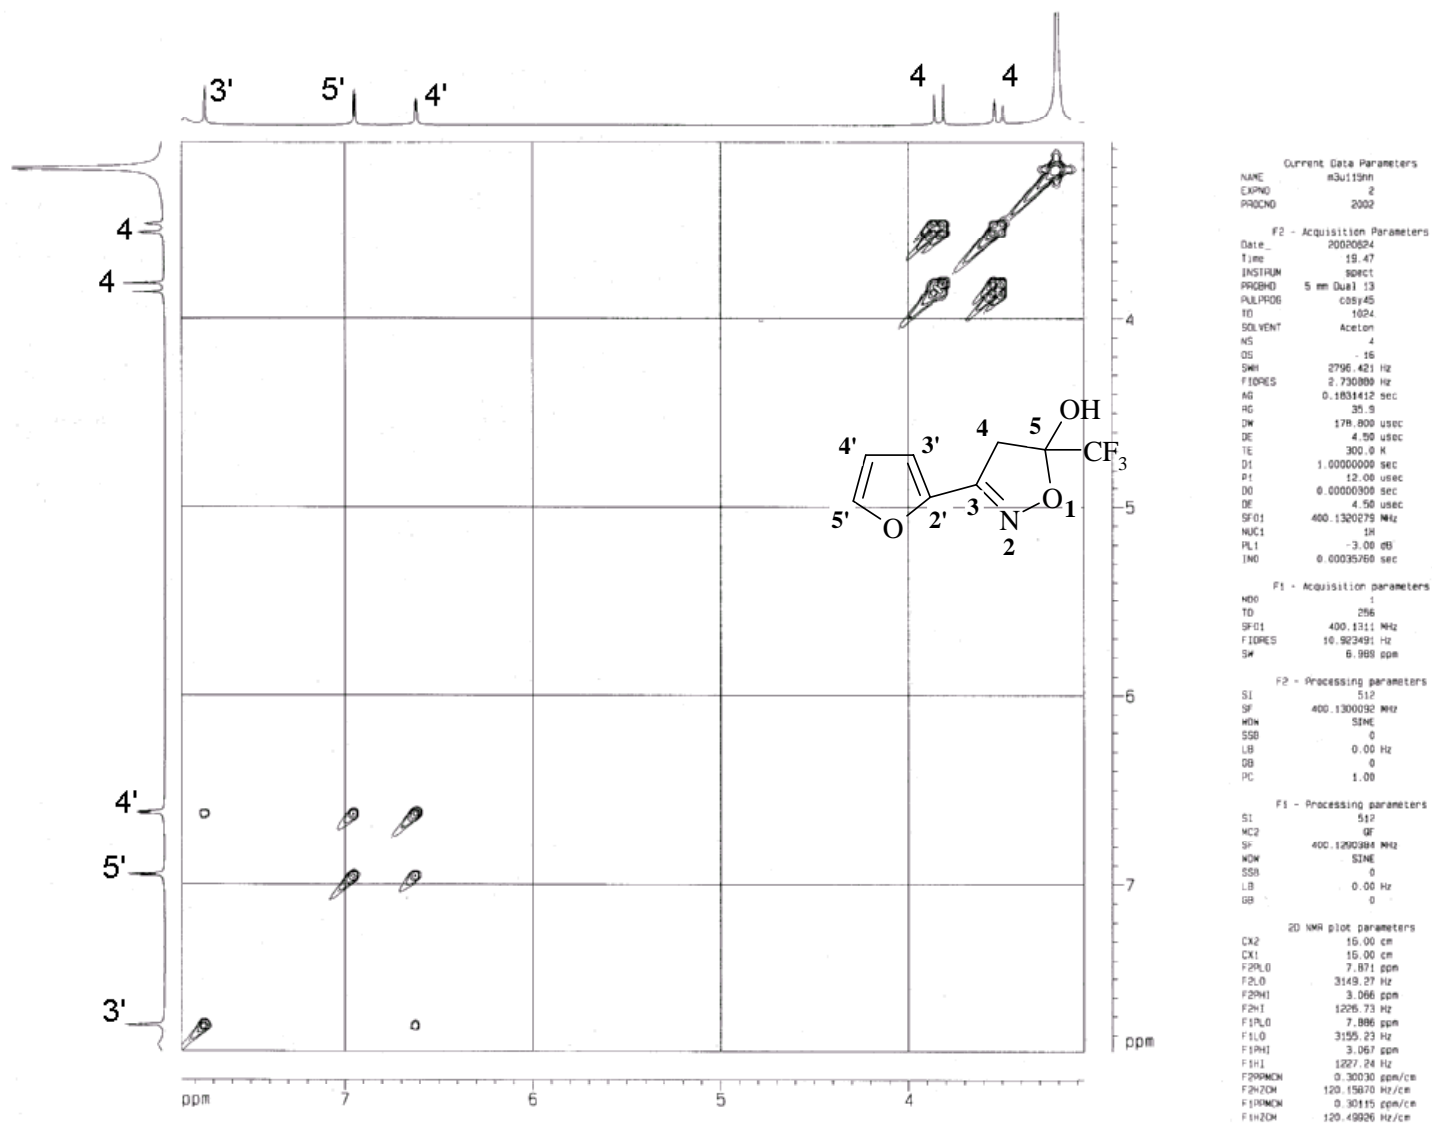 3'
5'
4'
4
4
4
4
4'
5'
3'
4
5
6
7
ppm
ppm
7
6
5
4
OH
4
5
4'
3'
CF3
5'
O
2'
3
N
O
1
2
Current Data Parameters
NAME
EXPNO 2
PROCNO 2002
F2 - Acquisition Parameters
Date_ 20020624
Time 19.47
INSTRUM spect
PROBHD 5 mm Dual 13
PULPROG cosy45
TD 1024
SOLVENT Aceton
NS 4
DS 16
SWH 2796.421 Hz
FIDRES 2.730880 Hz
AQ 0.1831412 sec
RG 35.9
DW 178.800 usec
DE 4.50 usec
TE 300.0 K
D1 1.00000000 sec
P1 12.00 usec
D0 0.00000300 sec
DE 4.50 usec
SFO1 400.1320279 MHz
NUC1 1H
PL1 -3.00 dB
IN0 0.00035760 sec
F1 - Acquisition parameters
ND0 1
TD 256
SFO1 400.1311 MHz
FIDRES 10.923491 Hz
SW 6.989 ppm
F2 - Processing parameters
SI 512
SF 400.1300092 MHz
WDW SINE
SSB 0
LB 0.00 Hz
GB 0
PC 1.00
F1 - Processing parameters
SI 512
MC2 QF
SF 400.1290384 MHz
WDW SINE
SSB 0
LB 0.00 Hz
GB 0
2D NMR plot parameters
CX2 15.00 cm
CX1 15.00 cm
F2PLO 7.871 ppm
F2LO 3149.27 Hz
F2PHI 3.066 ppm
F2HI 1226.73 Hz
F1PLO 7.886 ppm
F1LO 3155.23 Hz
F1PHI 3.067 ppm
F1HI 1227.24 Hz
F2PPMCM 0.30030 ppm/cm
F2HZCM 120.15870 Hz/cm
F1PPMCM 0.30115 ppm/cm
F1HZCM 120.49926 Hz/cm